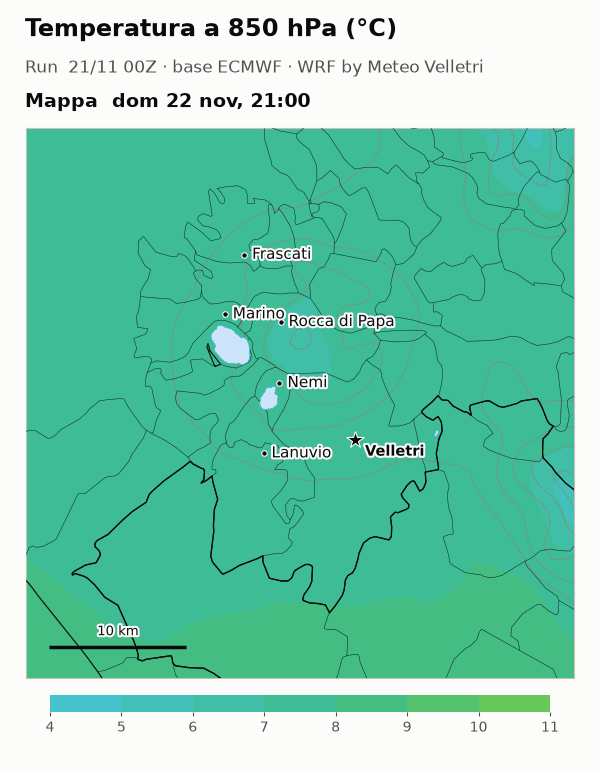 Temperatura a 850 hPa (°C)
Run  21/11 00Z · base ECMWF · WRF by Meteo Velletri
Mappa  dom 22 nov, 21:00
Frascati
Marino
Rocca di Papa
Nemi
Velletri
Lanuvio
10 km
4 5 6 7 8 9 10 11